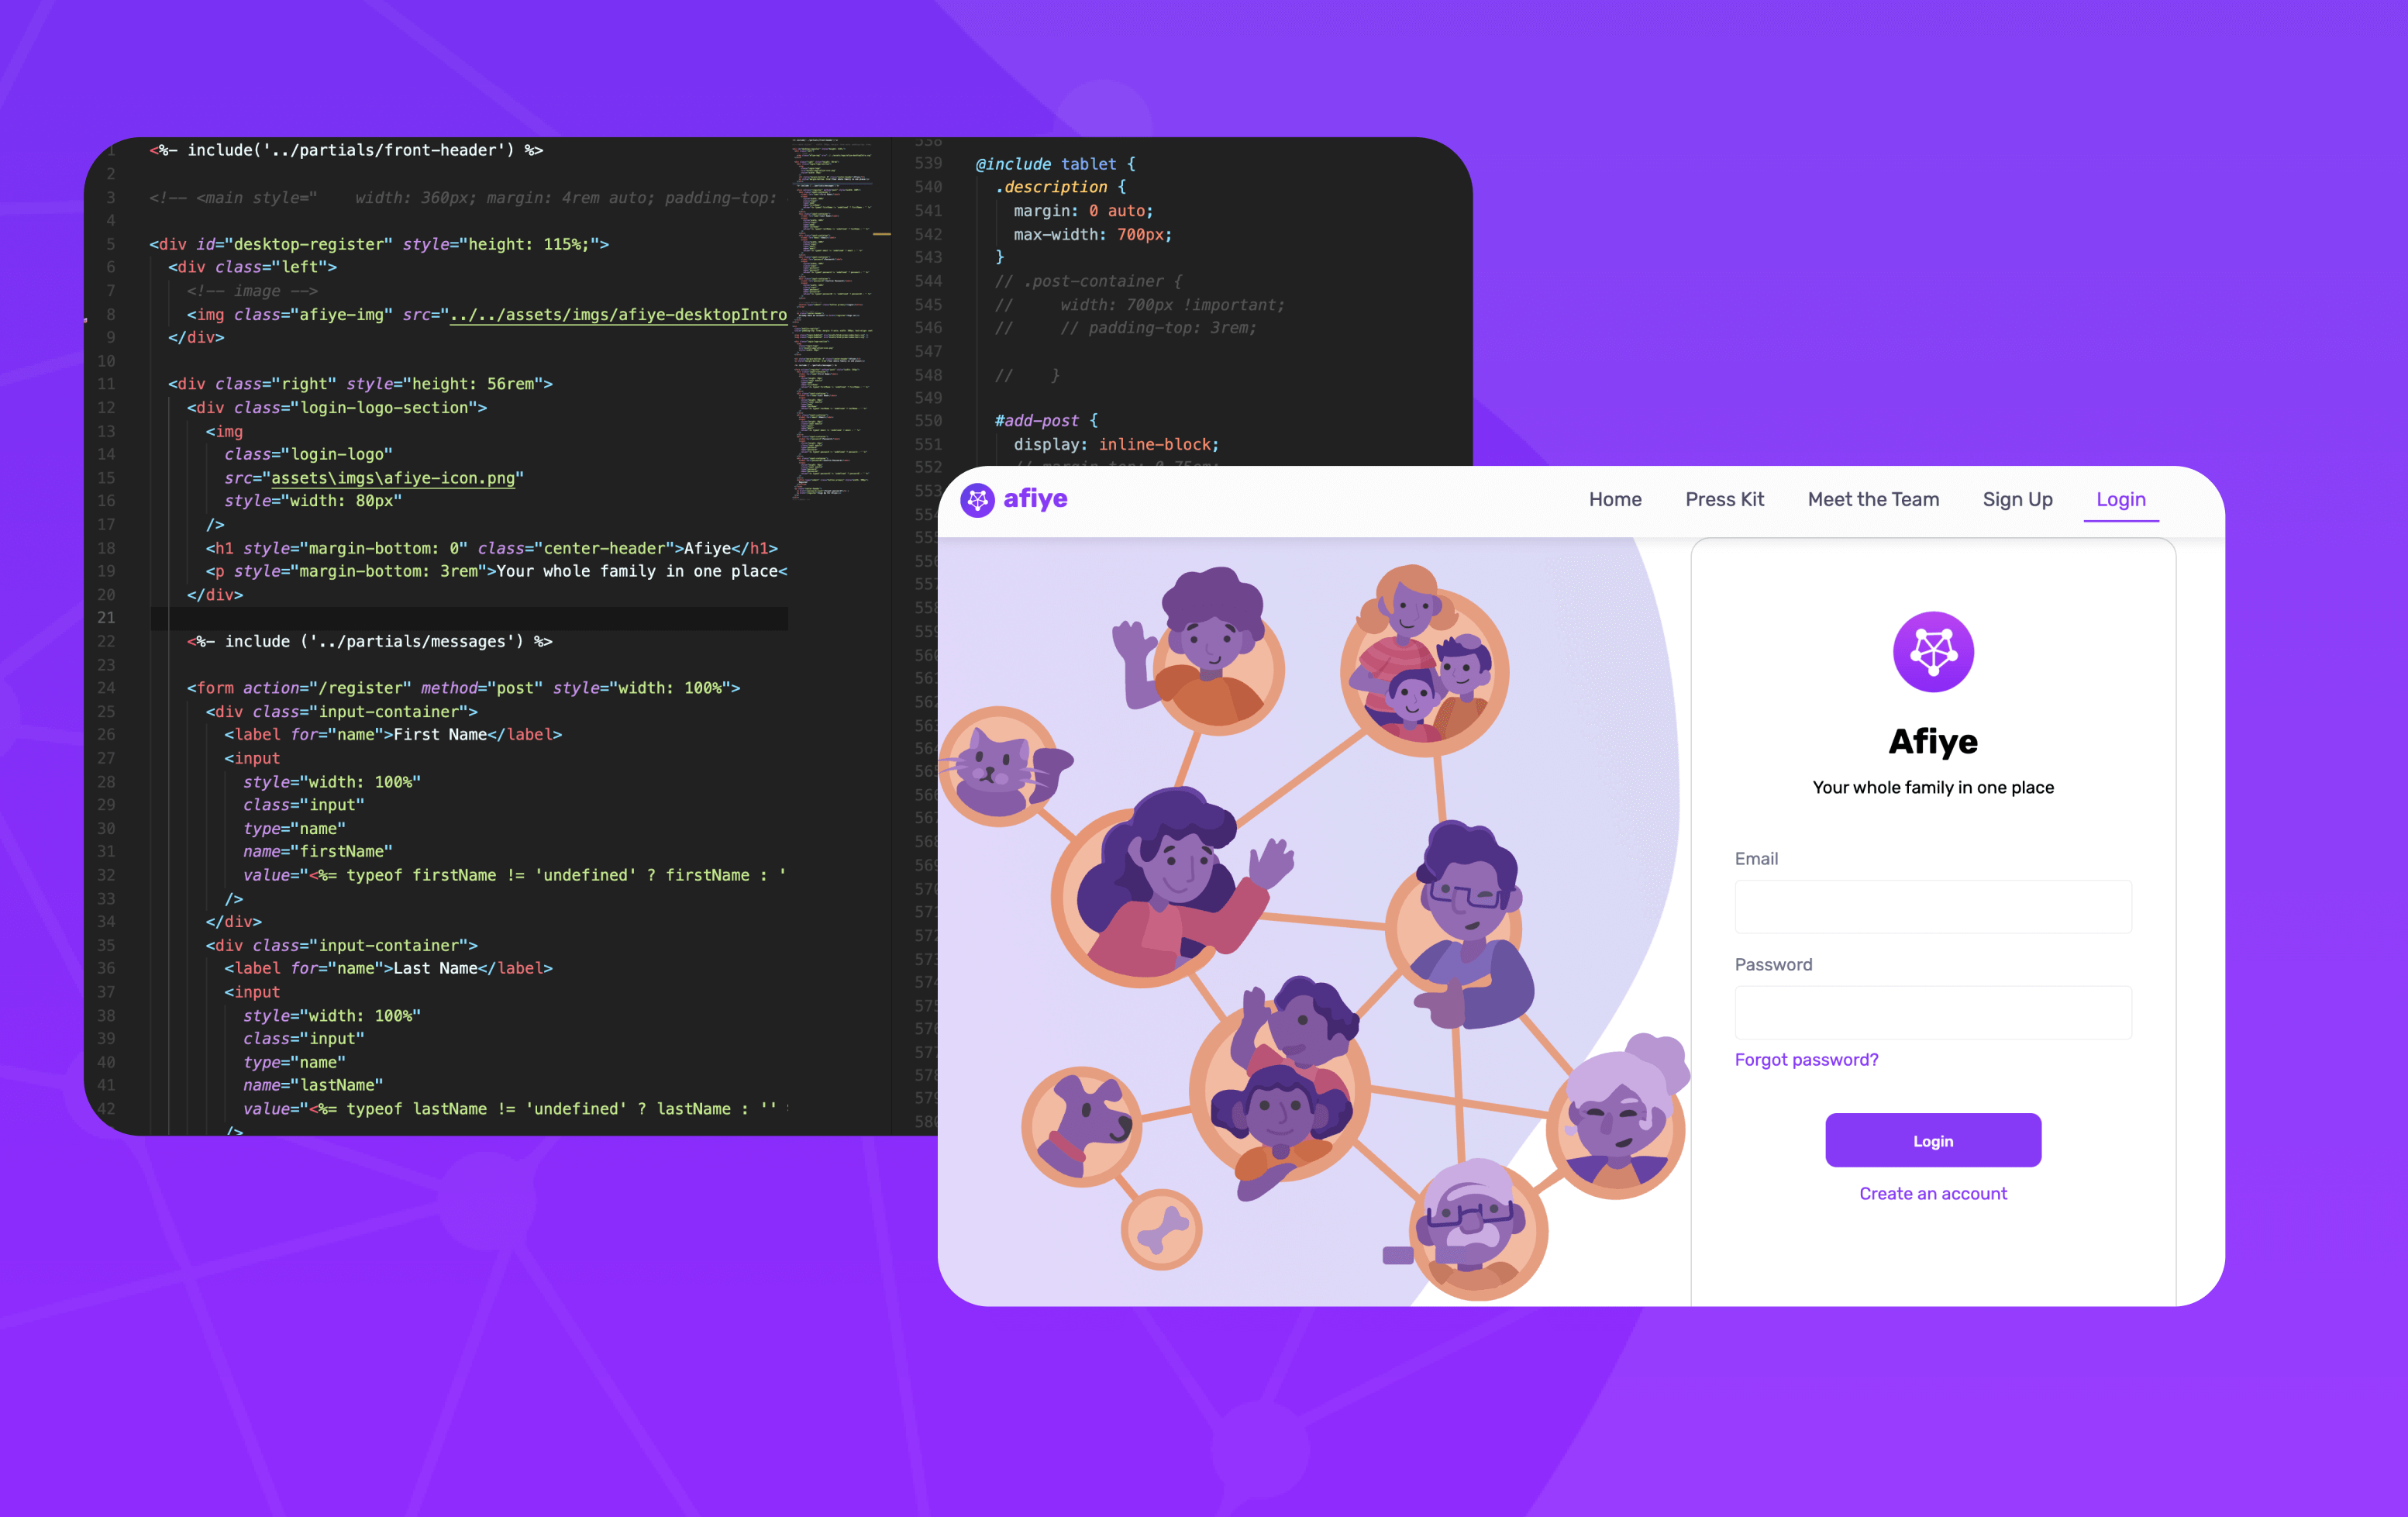 1 <%- include('../partials/front-header') %>
2
3 <!-- <main style=" width: 360px; margin: 4rem auto; padding-top:
4
5 <div id="desktop-register" style="height: 115%;">
6 <div class="left">
7 <!-- image -->
8 <img class="afiye-img" src="../../assets/imgs/afiye-desktopIntro
9 </div>
10
11 <div class="right" style="height: 56rem">
12 <div class="login-logo-section">
13 <img
14 class="login-logo"
15 src="assets\imgs\afiye-icon.png"
16 style="width: 80px"
17 />
18 <h1 style="margin-bottom: 0" class="center-header">Afiye</h1>
19 <p style="margin-bottom: 3rem">Your whole family in one place<
20 </div>
21
22 <%- include ('../partials/messages') %>
23
24 <form action="/register" method="post" style="width: 100%">
25 <div class="input-container">
26 <label for="name">First Name</label>
27 <input
28 style="width: 100%"
29 class="input"
30 type="name"
31 name="firstName"
32 value="<%= typeof firstName != 'undefined' ? firstName : '
33 />
34 </div>
35 <div class="input-container">
36 <label for="name">Last Name</label>
37 <input
38 style="width: 100%"
39 class="input"
40 type="name"
41 name="lastName"
42 value="<%= typeof lastName != 'undefined' ? lastName : ''
/>
538
539 @include tablet {
540 .description {
541 margin: 0 auto;
542 max-width: 700px;
543 }
544 // .post-container {
545 // width: 700px !important;
546 // // padding-top: 3rem;
547
548 // }
549
550 #add-post {
551 display: inline-block;
552 // margin-top: 0.75em;
afiye
Home Press Kit Meet the Team Sign Up Login
Afiye
Your whole family in one place
Email
Password
Forgot password?
Login
Create an account